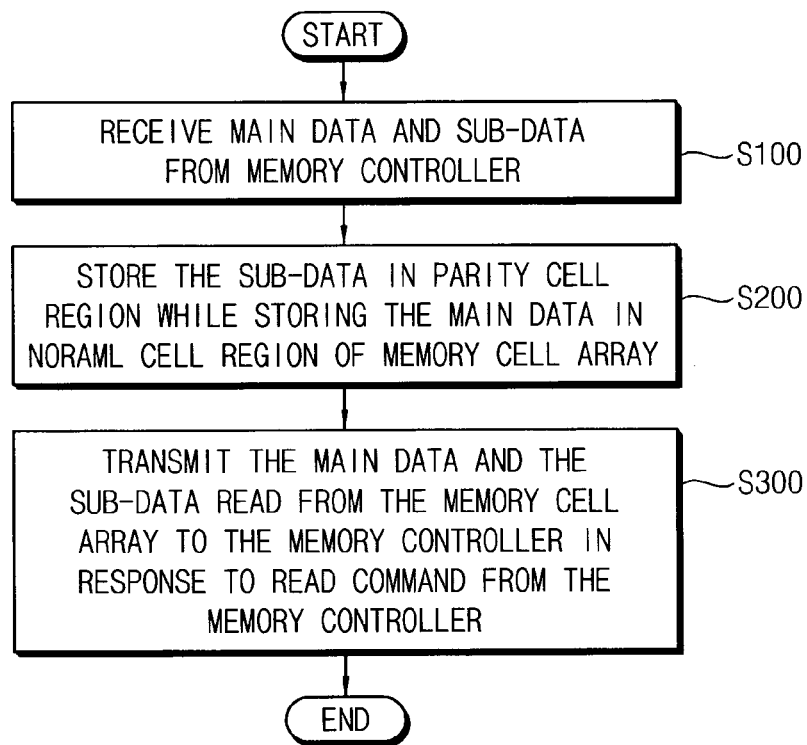 START
RECEIVE MAIN DATA AND SUB-DATA
FROM MEMORY CONTROLLER
S100
STORE THE SUB-DATA IN PARITY CELL
REGION WHILE STORING THE MAIN DATA IN
NORAML CELL REGION OF MEMORY CELL ARRAY
S200
TRANSMIT THE MAIN DATA AND THE
SUB-DATA READ FROM THE MEMORY CELL
ARRAY TO THE MEMORY CONTROLLER IN
RESPONSE TO READ COMMAND FROM THE
MEMORY CONTROLLER
S300
END